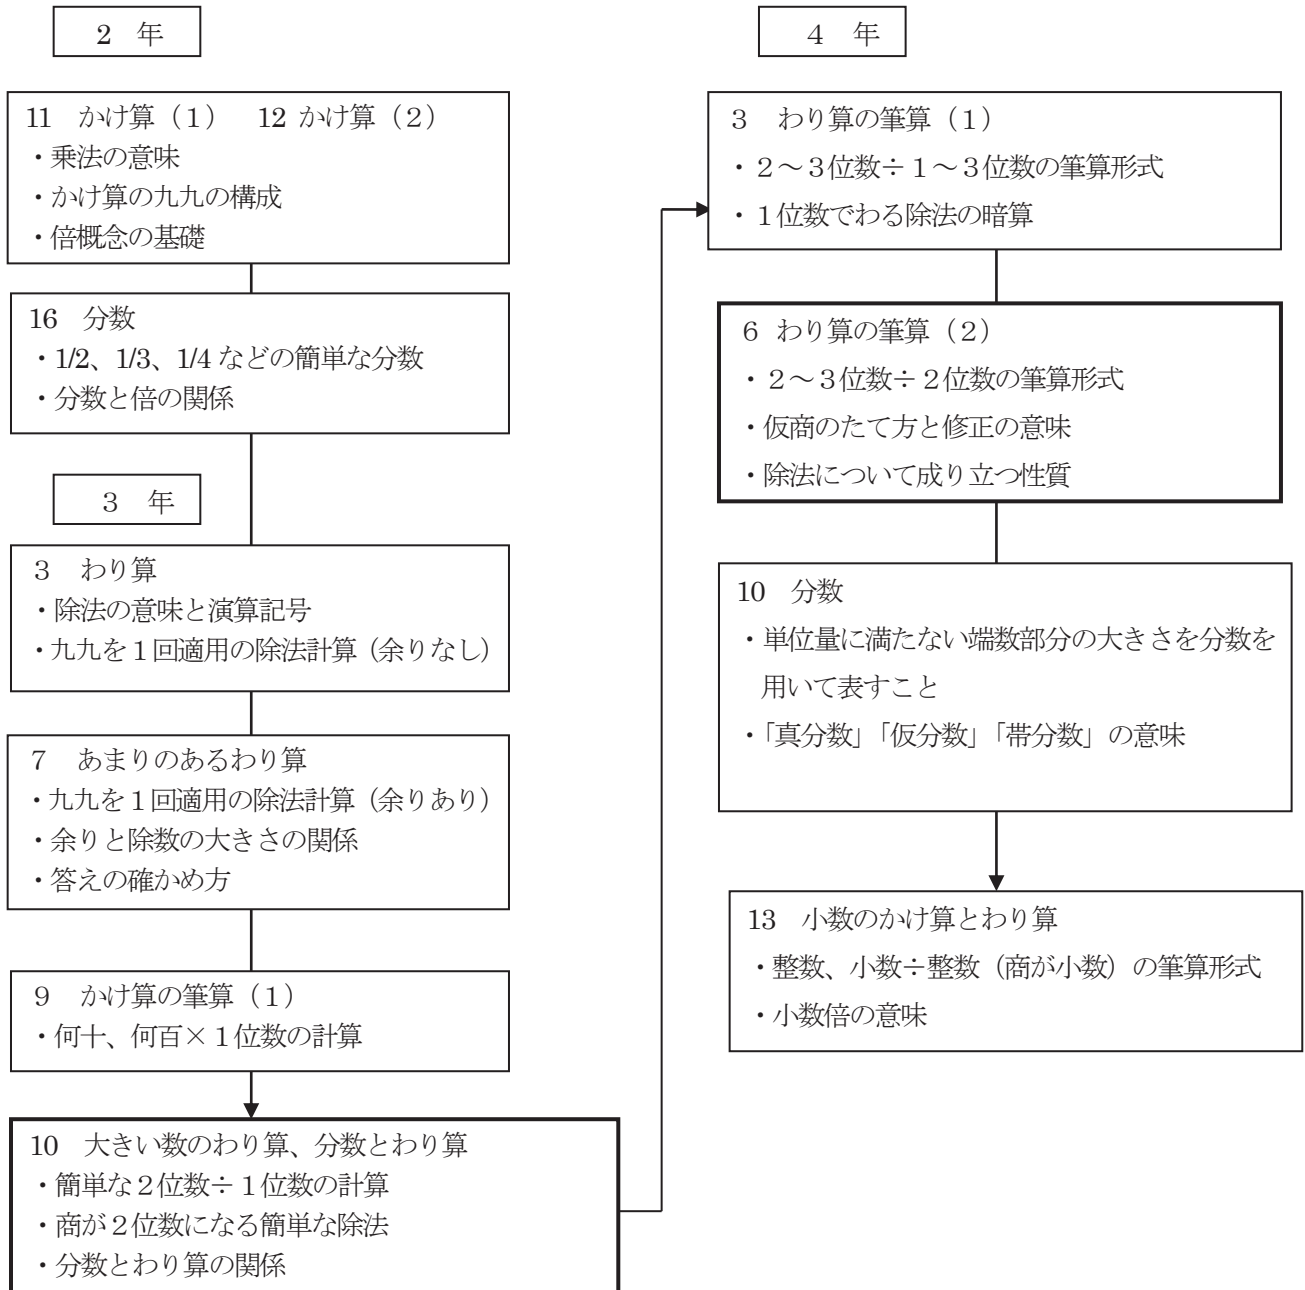 ２　年
11　かけ算（１）　12 かけ算（２）
・乗法の意味
・かけ算の九九の構成
・倍概念の基礎
16　分数
・1/2、1/3、1/4 などの簡単な分数
・分数と倍の関係
３　年
３　わり算
・除法の意味と演算記号
・九九を１回適用の除法計算（余りなし）
７　あまりのあるわり算
・九九を１回適用の除法計算（余りあり）
・余りと除数の大きさの関係
・答えの確かめ方
９　かけ算の筆算（１）
・何十、何百×１位数の計算
10　大きい数のわり算、分数とわり算
・簡単な２位数÷１位数の計算
・商が２位数になる簡単な除法
・分数とわり算の関係
４　年
３　わり算の筆算（１）
・２～３位数÷１～３位数の筆算形式
・１位数でわる除法の暗算
６ わり算の筆算（２）
・２～３位数÷２位数の筆算形式
・仮商のたて方と修正の意味
・除法について成り立つ性質
10　分数
・単位量に満たない端数部分の大きさを分数を
用いて表すこと
・「真分数」「仮分数」「帯分数」の意味
13　小数のかけ算とわり算
・整数、小数÷整数（商が小数）の筆算形式
・小数倍の意味